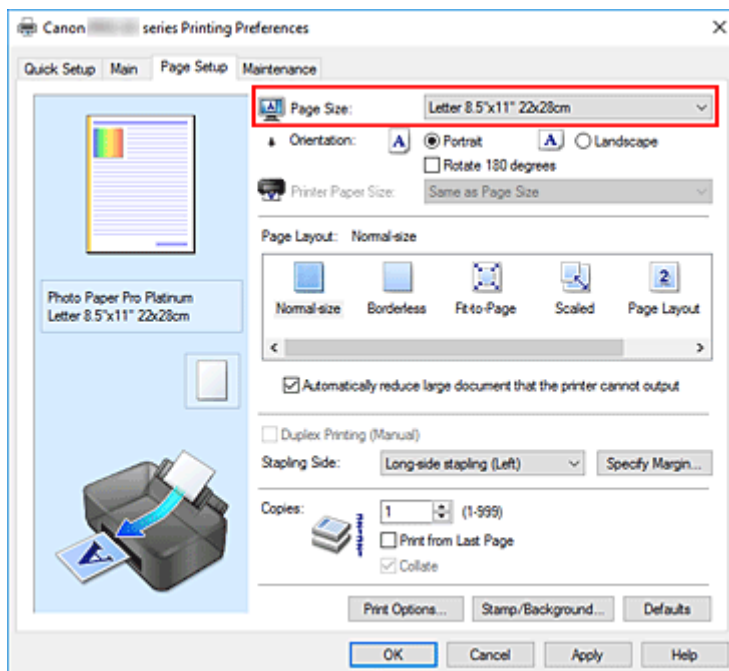 Canon series Printing Preferences
Quick Setup Main Page Setup Maintenance
Page Size: Letter 8.5"x11" 22x28cm
Orientation: A Portrait A Landscape
Rotate 180 degrees
Printer Paper Size: Same as Page Size
Page Layout: Normal-size
Normal-size Borderless Fit-to-Page Scaled Page Layout
Photo Paper Pro Platinum
Letter 8.5"x11" 22x28cm
Automatically reduce large document that the printer cannot output
Duplex Printing (Manual)
Stapling Side: Long-side stapling (Left) Specify Margin...
Copies: 1 (1-999)
Print from Last Page
Collate
Print Options... Stamp/Background... Defaults
OK Cancel Apply Help